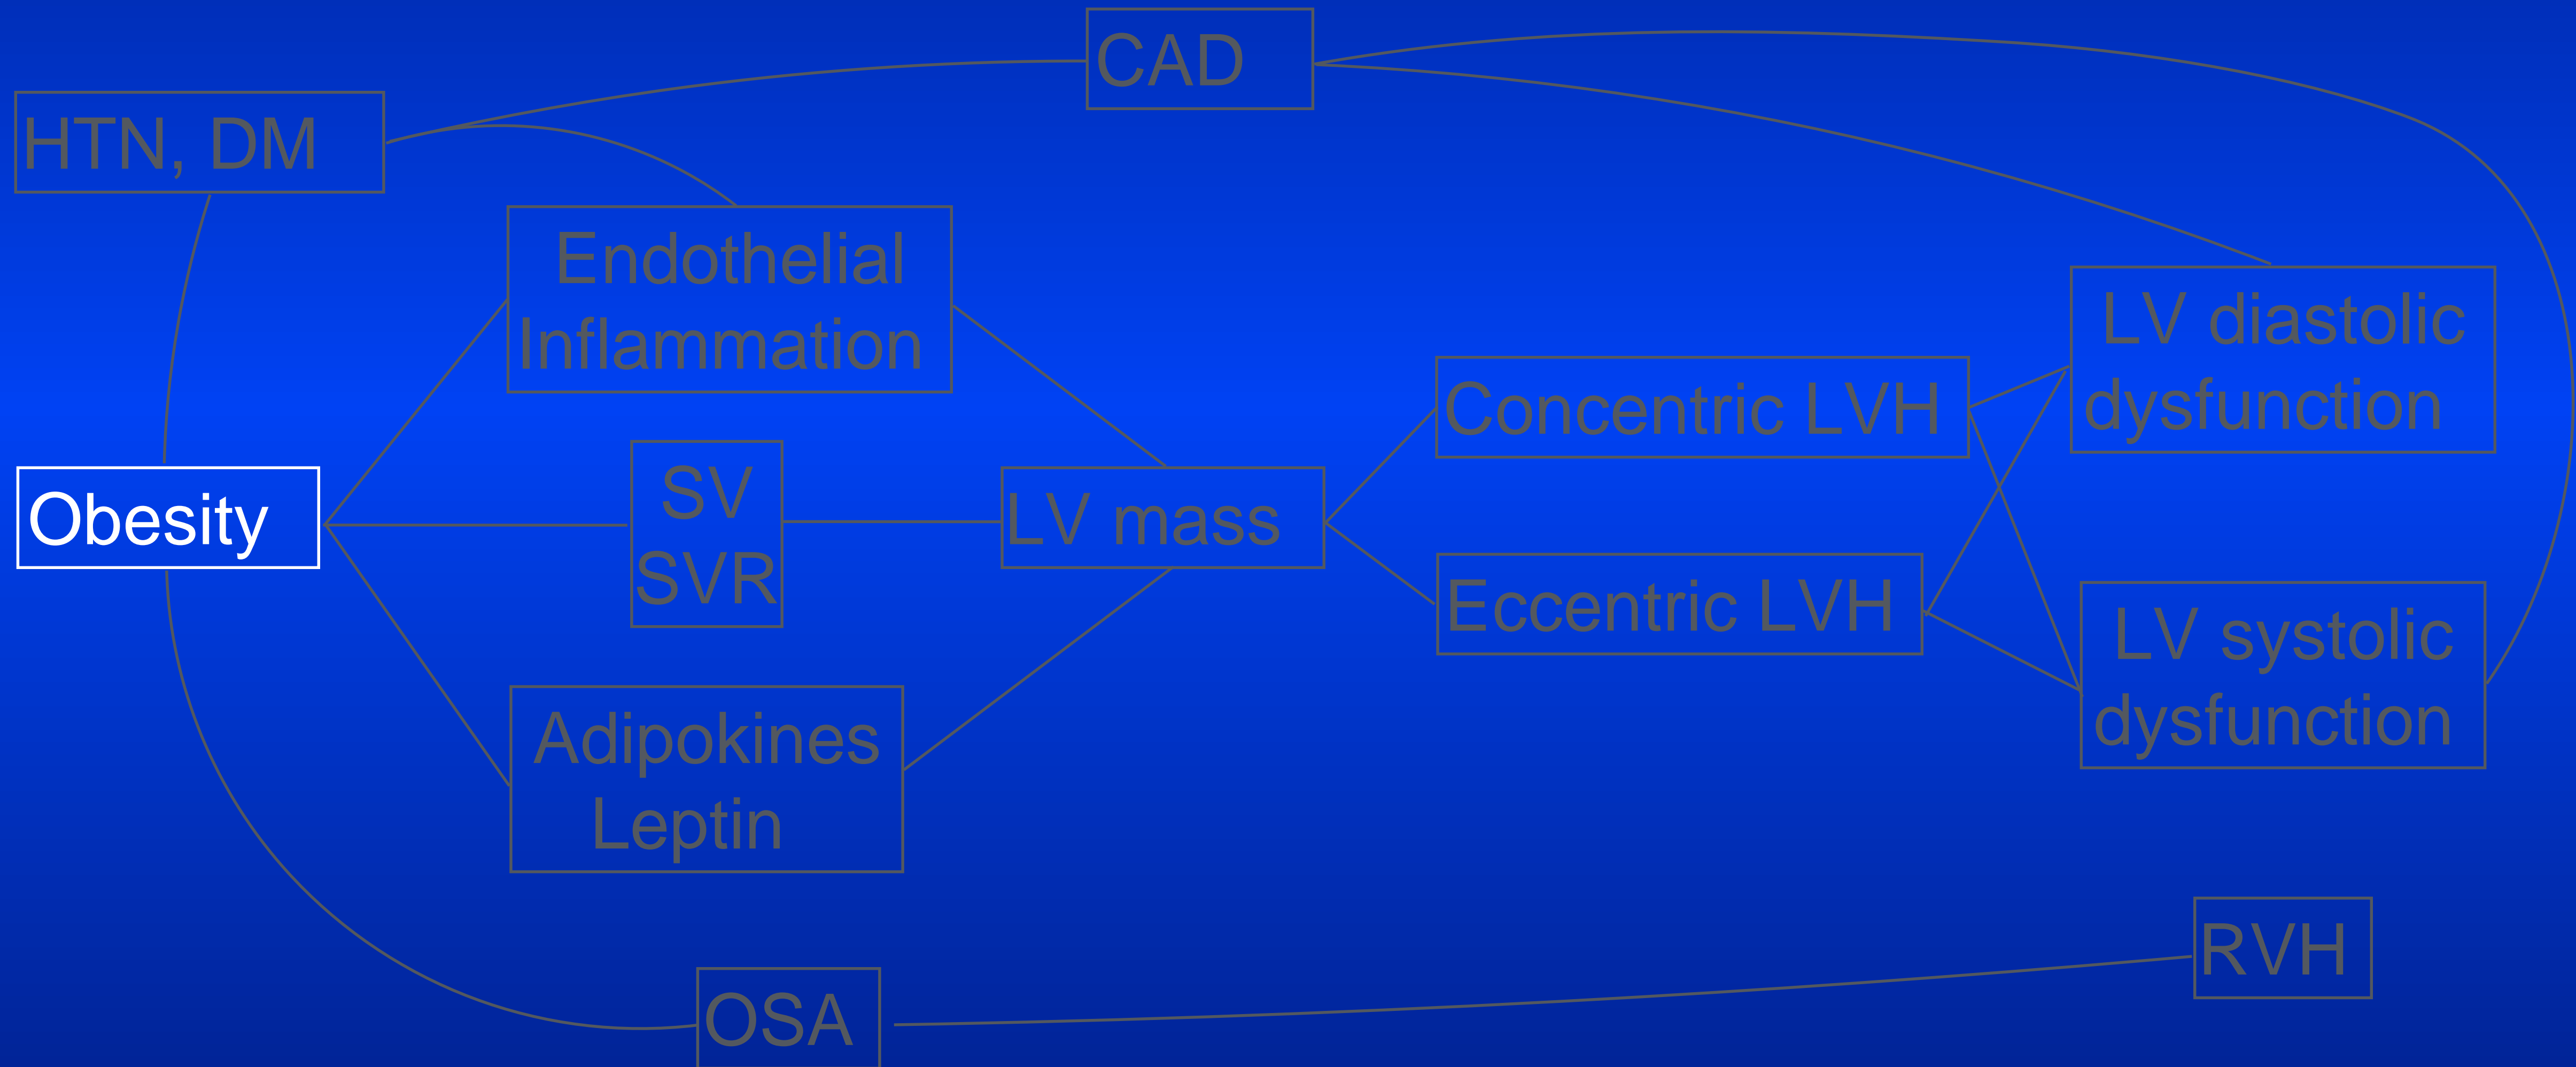 CAD
HTN, DM
Endothelial
Inflammation
LV diastolic
dysfunction
Concentric LVH
SV
SVR
Obesity
LV mass
Eccentric LVH
LV systolic
dysfunction
Adipokines
Leptin
RVH
OSA